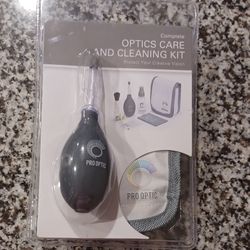 Complete
OPTICS CARE
AND CLEANING KIT
Protect Your Creative Vision
PRO OPTIC
PRO OPTIC